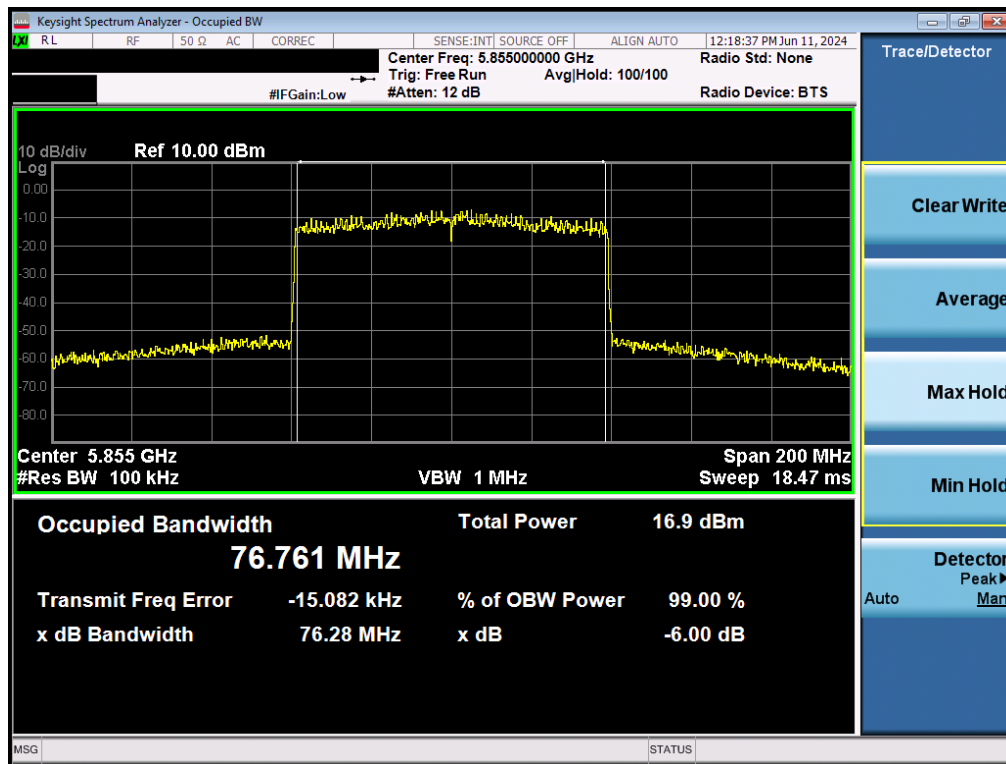 Keysight Spectrum Analyzer - Occupied BW
LXI RL RF 50 Ω AC CORREC SENSE:INT SOURCE OFF ALIGN AUTO 12:18:37 PM Jun 11, 2024
Center Freq: 5.855000000 GHz Radio Std: None
Trig: Free Run Avg|Hold: 100/100
#IFGain:Low #Atten: 12 dB Radio Device: BTS
Trace/Detector
10 dB/div Ref 10.00 dBm
Log
0.00
-10.0
-20.0
-30.0
-40.0
-50.0
-60.0
-70.0
-80.0
Center 5.855 GHz Span 200 MHz
#Res BW 100 kHz VBW 1 MHz Sweep 18.47 ms
Clear Write
Average
Max Hold
Min Hold
Detector
Peak▶
Auto Man
Occupied Bandwidth Total Power 16.9 dBm
76.761 MHz
Transmit Freq Error -15.082 kHz % of OBW Power 99.00 %
x dB Bandwidth 76.28 MHz x dB -6.00 dB
MSG STATUS